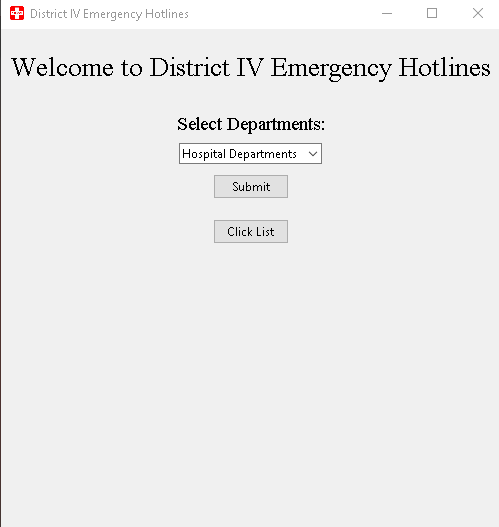 District IV Emergency Hotlines
Welcome to District IV Emergency Hotlines
Select Departments:
Hospital Departments
Submit
Click List